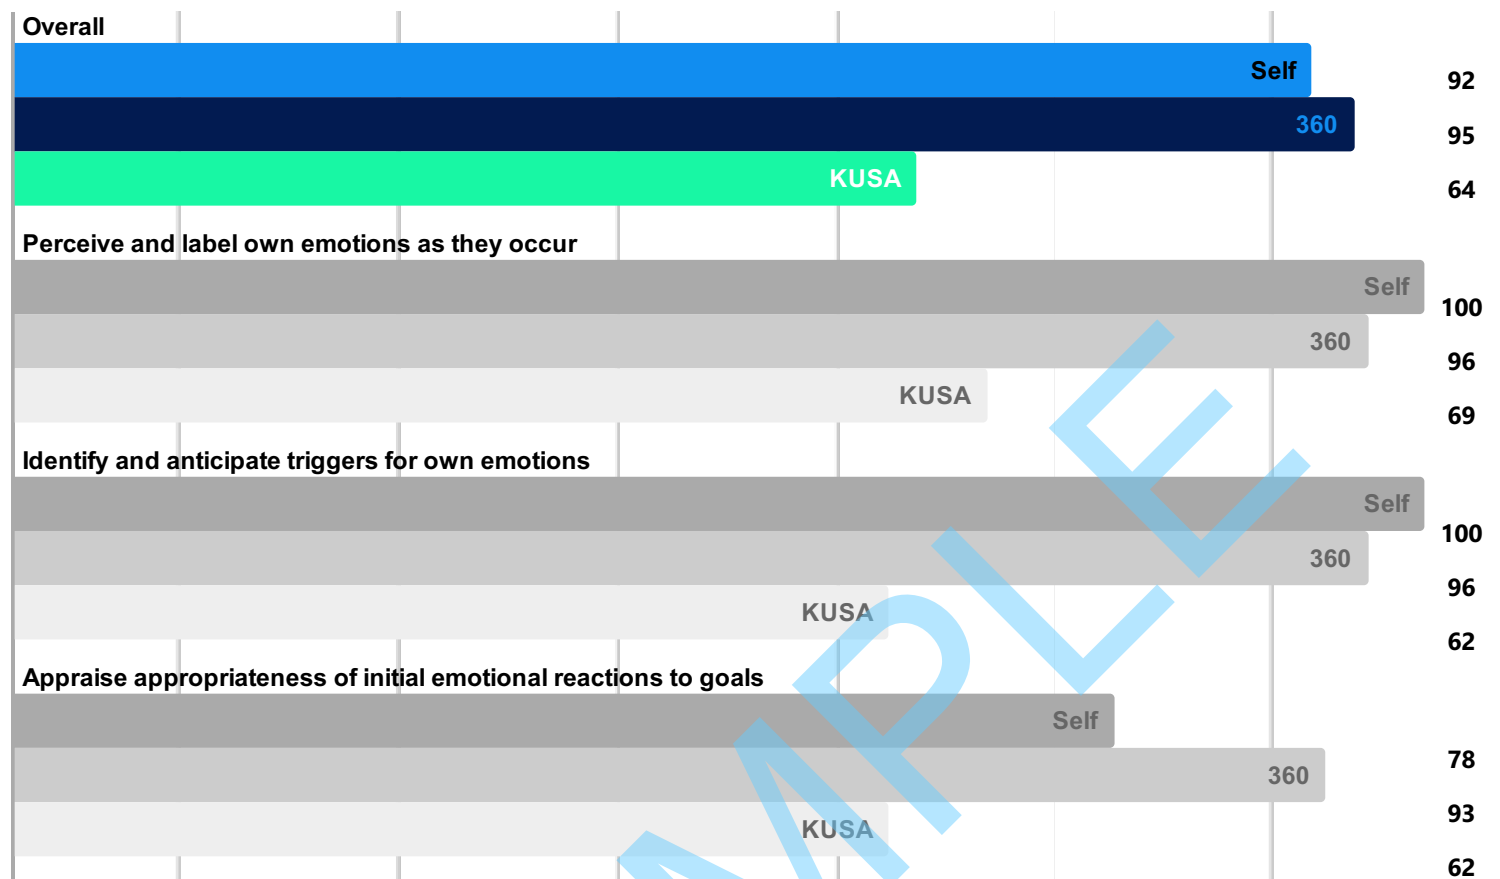 Overall
Self 92
360 95
KUSA 64
Perceive and label own emotions as they occur
Self 100
360 96
KUSA 69
Identify and anticipate triggers for own emotions
Self 100
360 96
KUSA 62
Appraise appropriateness of initial emotional reactions to goals
Self 78
360 93
KUSA 62
MPLE